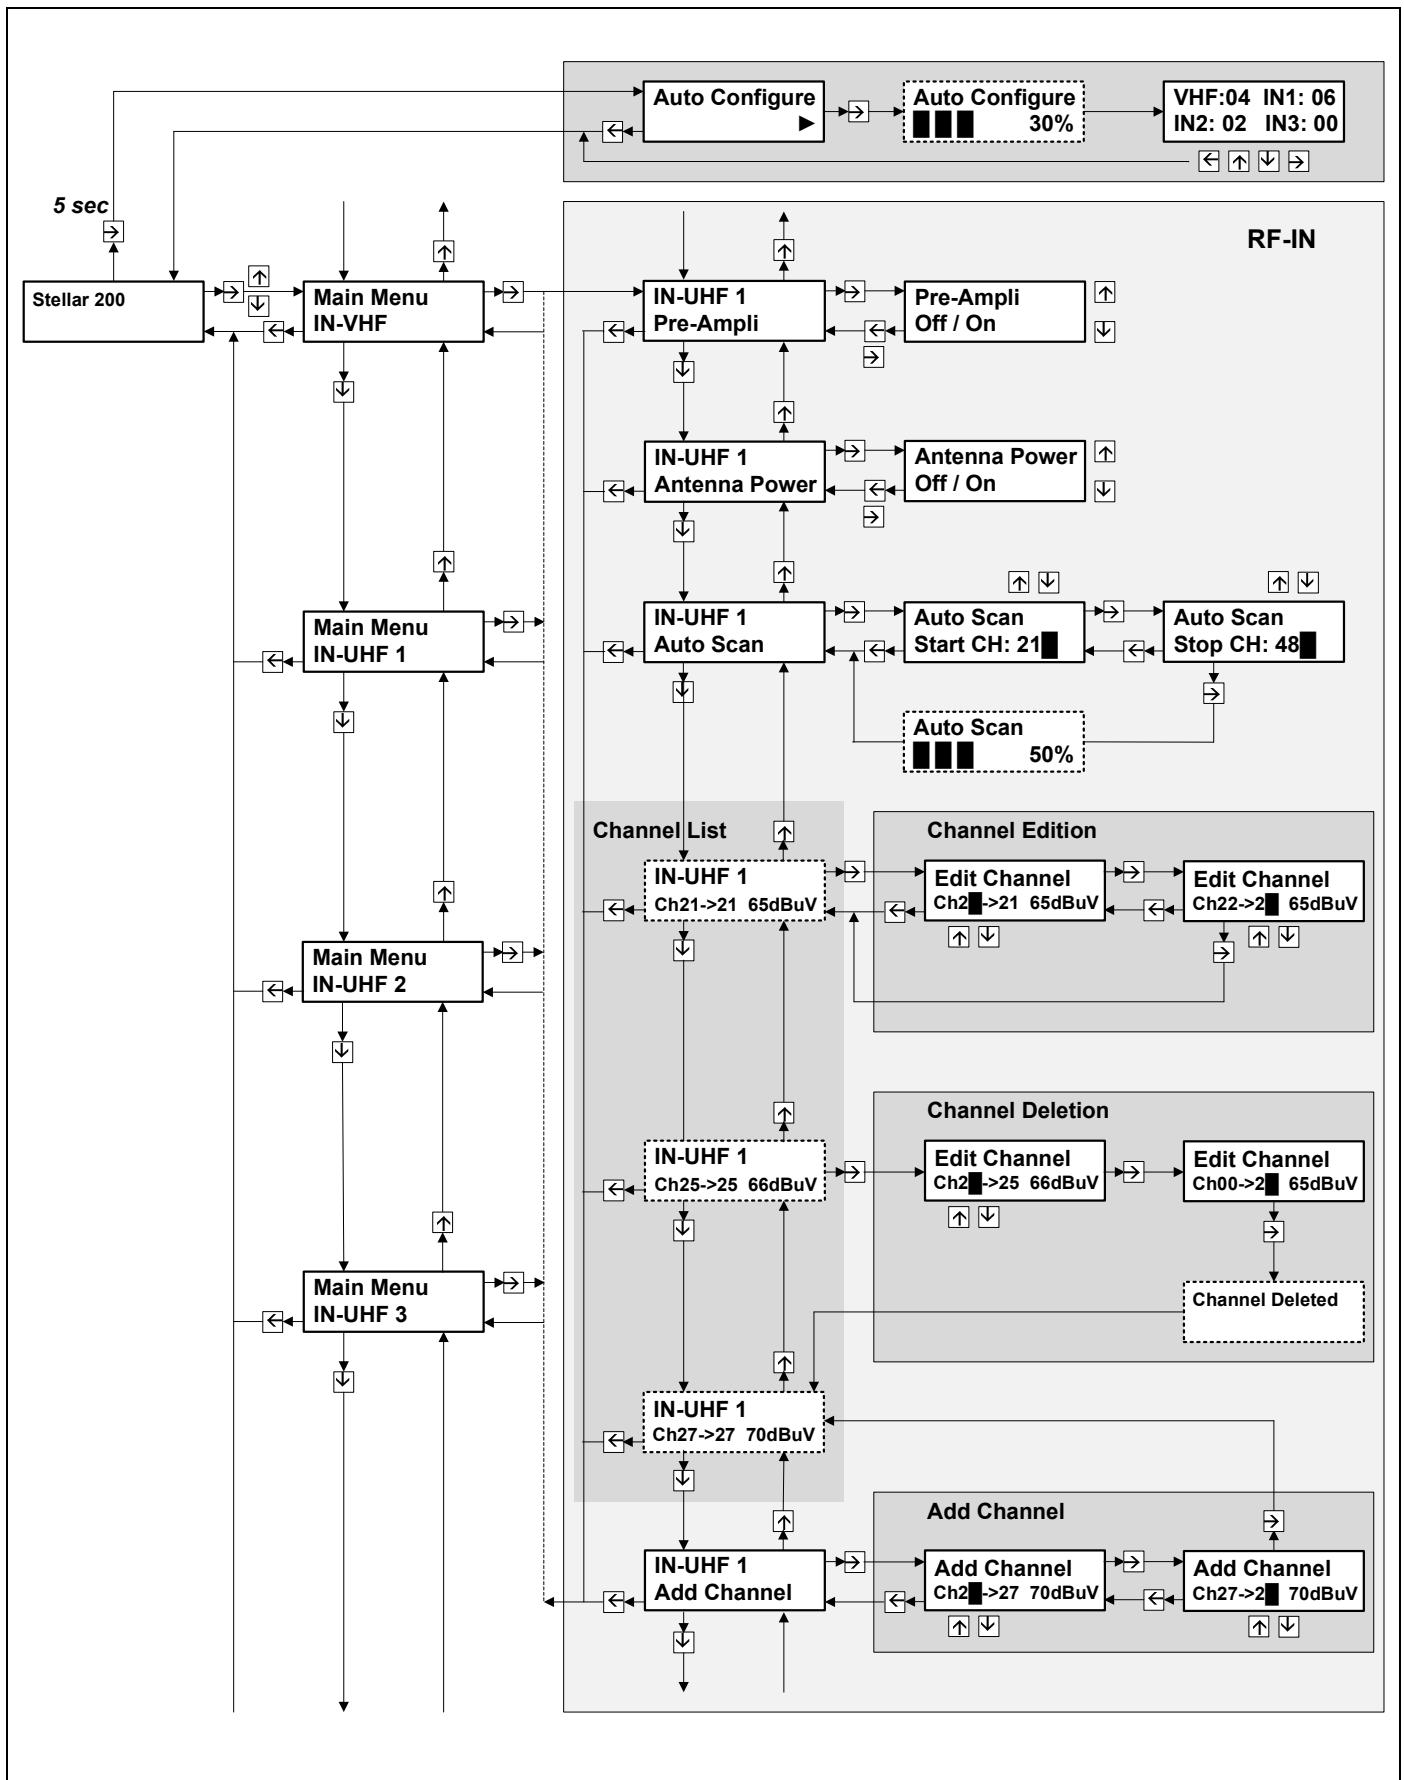 Auto Configure
►
Auto Configure
30%
VHF:04 IN1: 06
IN2: 02 IN3: 00
5 sec
RF-IN
Stellar 200
Main Menu
IN-VHF
IN-UHF 1
Pre-Ampli
Pre-Ampli
Off / On
IN-UHF 1
Antenna Power
Antenna Power
Off / On
Main Menu
IN-UHF 1
IN-UHF 1
Auto Scan
Auto Scan
Start CH: 21
Auto Scan
Stop CH: 48
Auto Scan
50%
Channel List
Channel Edition
IN-UHF 1
Ch21->21 65dBuV
Edit Channel
Ch2█->21 65dBuV
Edit Channel
Ch22->2█ 65dBuV
Main Menu
IN-UHF 2
Channel Deletion
IN-UHF 1
Ch25->25 66dBuV
Edit Channel
Ch2█->25 66dBuV
Edit Channel
Ch00->2█ 65dBuV
Channel Deleted
Main Menu
IN-UHF 3
IN-UHF 1
Ch27->27 70dBuV
Add Channel
IN-UHF 1
Add Channel
Add Channel
Ch2█->27 70dBuV
Add Channel
Ch27->2█ 70dBuV